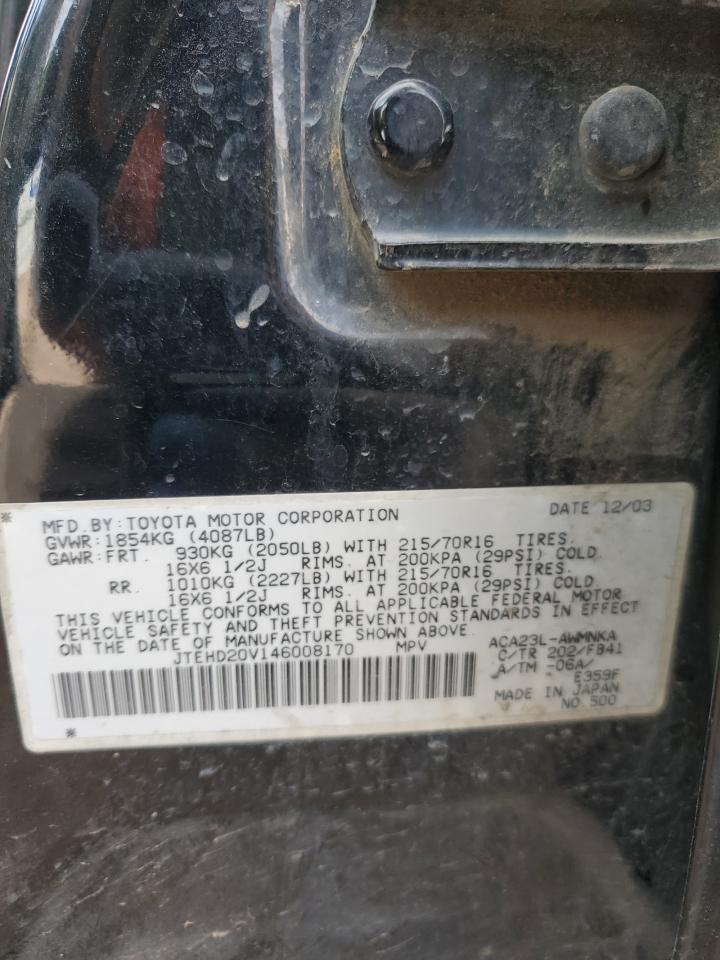 MFD.BY:TOYOTA MOTOR CORPORATION DATE 12/03
GVWR:1854KG (4087LB)
GAWR:FRT. 930KG (2050LB) WITH 215/70R16 TIRES.
16X6 1/2J RIMS. AT 200KPA (29PSI) COLD
RR. 1010KG (2227LB) WITH 215/70R16 TIRES.
16X6 1/2J RIMS. AT 200KPA (29PSI) COLD.
THIS VEHICLE CONFORMS TO ALL APPLICABLE FEDERAL MOTOR
VEHICLE SAFETY AND THEFT PREVENTION STANDARDS IN EFFECT
ON THE DATE OF MANUFACTURE SHOWN ABOVE.
JTEHD20V146008170 MPV
ACA23L-AWMNKA
C/TR 202/FB41
A/TM -06A/
E359F
MADE IN JAPAN
NO.500